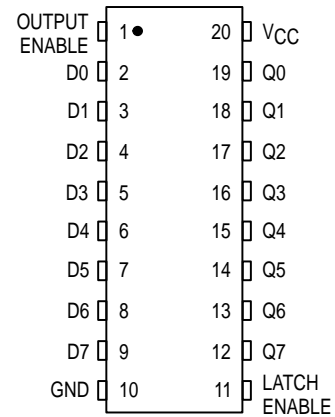 OUTPUT
ENABLE 1 20 VCC
D0 2 19 Q0
D1 3 18 Q1
D2 4 17 Q2
D3 5 16 Q3
D4 6 15 Q4
D5 7 14 Q5
D6 8 13 Q6
D7 9 12 Q7
GND 10 11 LATCH
ENABLE